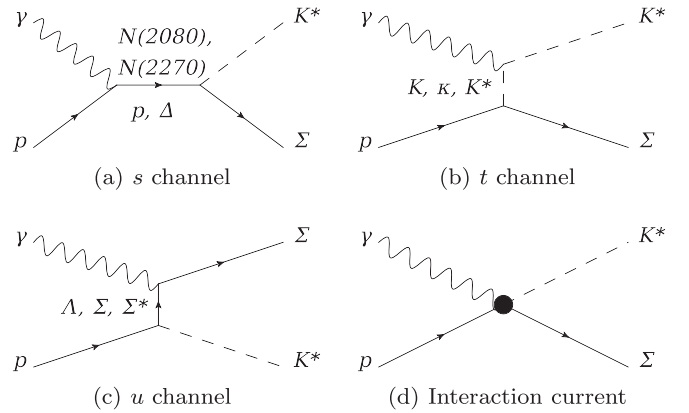 γ
N(2080),
N(2270)
K*
p
p, Δ
Σ
(a) s channel
γ
K*
K, κ, K*
p
Σ
(b) t channel
γ
Σ
Λ, Σ, Σ*
p
K*
(c) u channel
γ
K*
p
Σ
(d) Interaction current